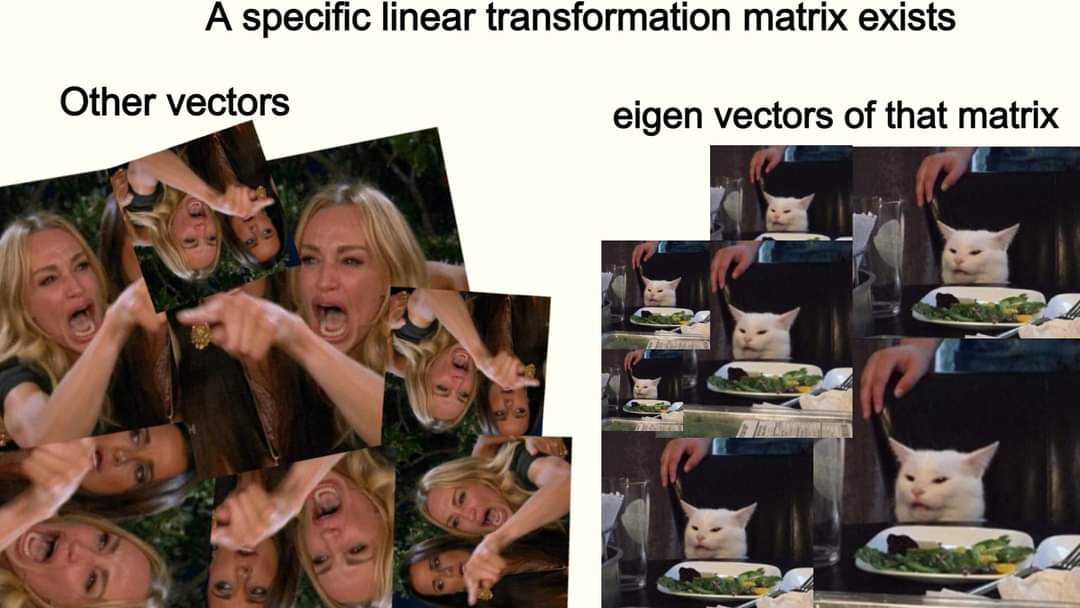 A specific linear transformation matrix exists
Other vectors
eigen vectors of that matrix